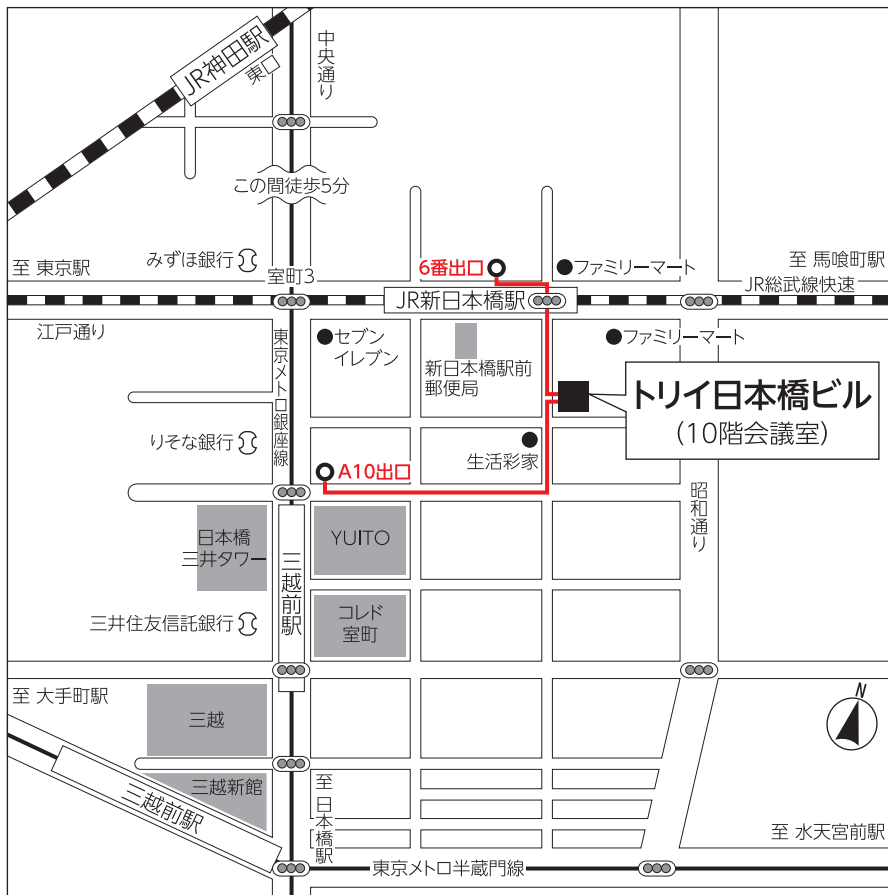 JR神田駅
東口
中央通り
この間徒歩5分
至 東京駅
みずほ銀行
室町3
6番出口
ファミリーマート
至 馬喰町駅
JR新日本橋駅
JR総武線快速
江戸通り
東京メトロ銀座線
セブン
イレブン
新日本橋駅前
郵便局
ファミリーマート
トリイ日本橋ビル
(10階会議室)
りそな銀行
生活彩家
A10出口
昭和通り
日本橋
三井タワー
YUITO
三越前駅
三井住友信託銀行
コレド
室町
至 大手町駅
三越
N
三越新館
三越前駅
至 日本橋駅
至 水天宮前駅
東京メトロ半蔵門線